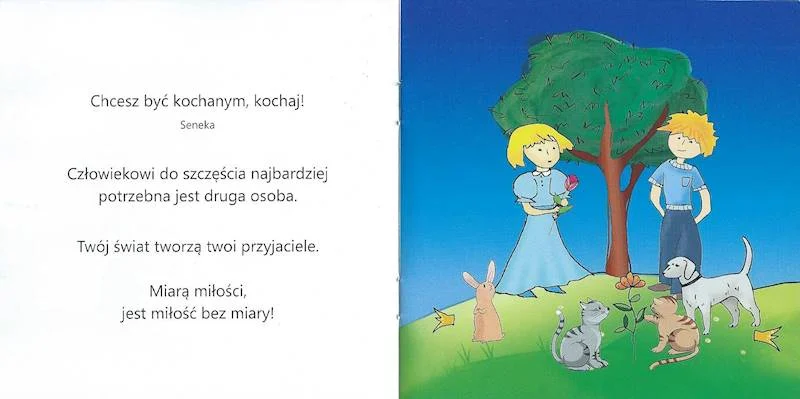 Chcesz być kochanym, kochaj!
Seneka
Człowiekowi do szczęścia najbardziej
potrzebna jest druga osoba.
Twój świat tworzą twoi przyjaciele.
Miarą miłości,
jest miłość bez miary!